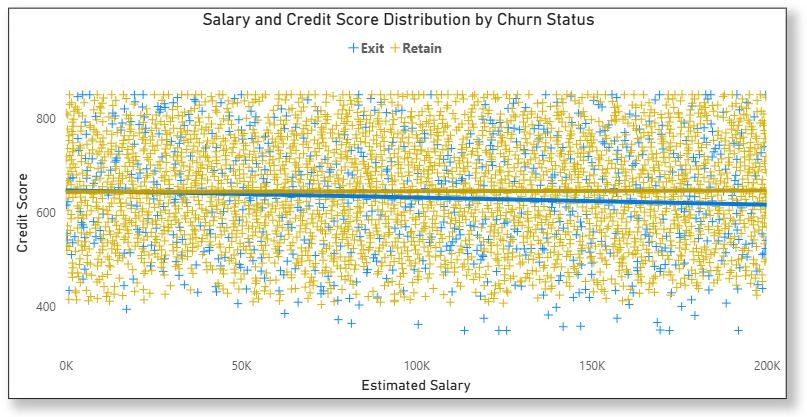 Salary and Credit Score Distribution by Churn Status
Exit Retain
Credit Score
800
600
400
0K 50K 100K 150K 200K
Estimated Salary